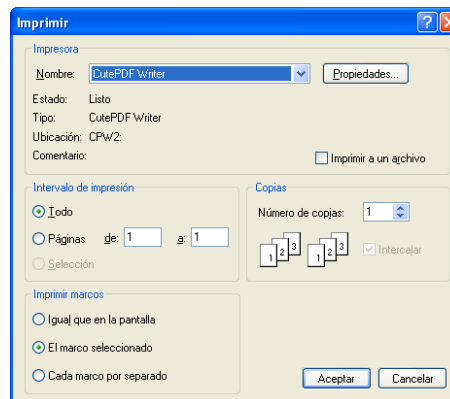 Imprimir
Impresora
Nombre: CutePDF Writer Propiedades...
Estado: Listo
Tipo: CutePDF Writer
Ubicación: CPW2:
Comentario: Imprimir a un archivo
Intervalo de impresión
Todo
Páginas de: 1 a: 1
Selección
Copias
Número de copias: 1
1 2 3 1 2 3 Intercalar
Imprimir marcos
Igual que en la pantalla
El marco seleccionado
Cada marco por separado
Aceptar Cancelar